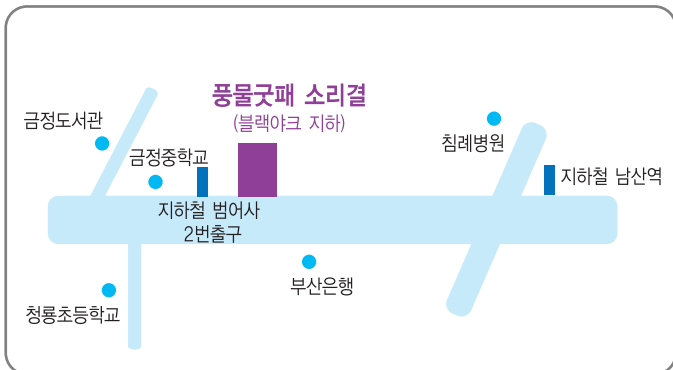 풍물굿패 소리결
(블랙야크 지하)
금정도서관
금정중학교
침례병원
지하철 남산역
지하철 범어사
2번출구
부산은행
청룡초등학교